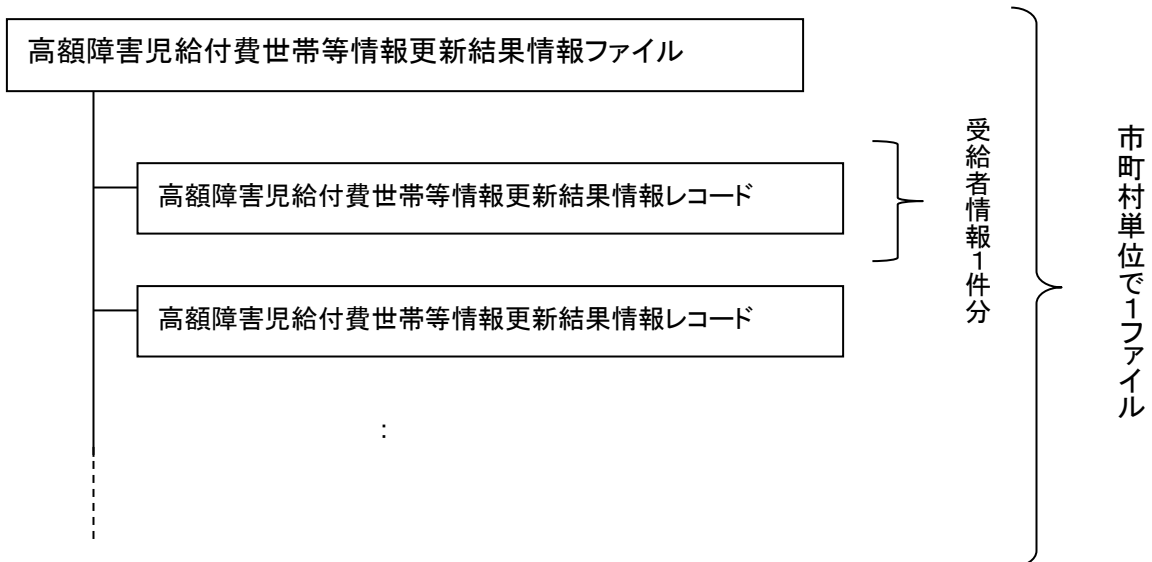 高額障害児給付費世帯等情報更新結果情報ファイル
高額障害児給付費世帯等情報更新結果情報レコード
受給者情報1件分
市町村単位で1ファイル
高額障害児給付費世帯等情報更新結果情報レコード
: